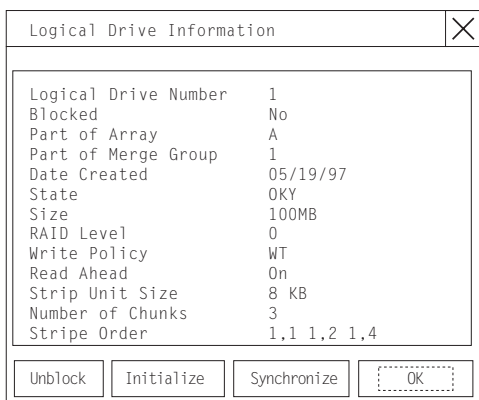 Logical Drive Information
Logical Drive Number 1
Blocked No
Part of Array A
Part of Merge Group 1
Date Created 05/19/97
State OKY
Size 100MB
RAID Level 0
Write Policy WT
Read Ahead On
Strip Unit Size 8 KB
Number of Chunks 3
Stripe Order 1,1 1,2 1,4
Unblock Initialize Synchronize OK